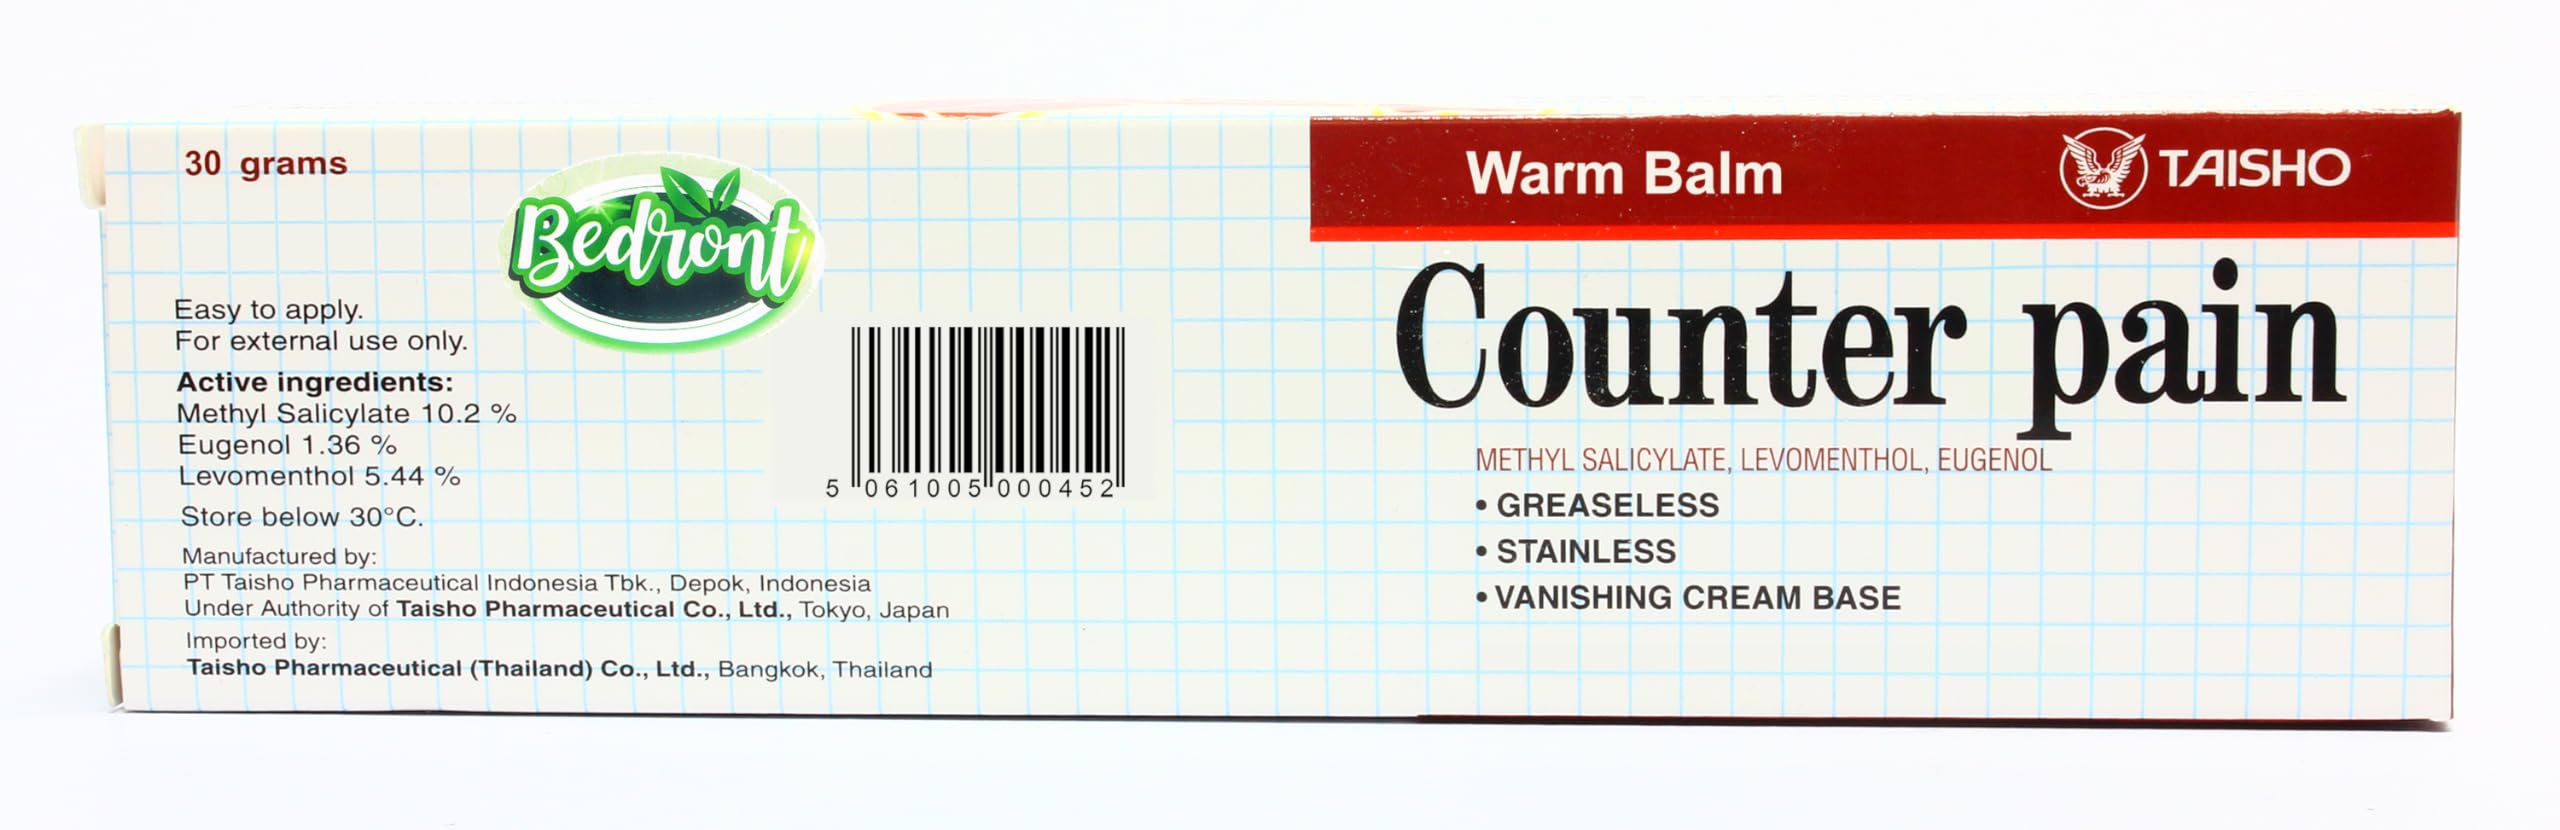 30 grams
Bedront
Easy to apply.
For external use only.
Active ingredients:
Methyl Salicylate 10.2 %
Eugenol 1.36 %
Levomenthol 5.44 %
Store below 30°C.
Manufactured by:
PT Taisho Pharmaceutical Indonesia Tbk., Depok, Indonesia
Under Authority of Taisho Pharmaceutical Co., Ltd., Tokyo, Japan
Imported by:
Taisho Pharmaceutical (Thailand) Co., Ltd., Bangkok, Thailand
5 061005 000452
Warm Balm
TAISHO
Counter pain
METHYL SALICYLATE, LEVOMENTHOL, EUGENOL
• GREASELESS
• STAINLESS
• VANISHING CREAM BASE